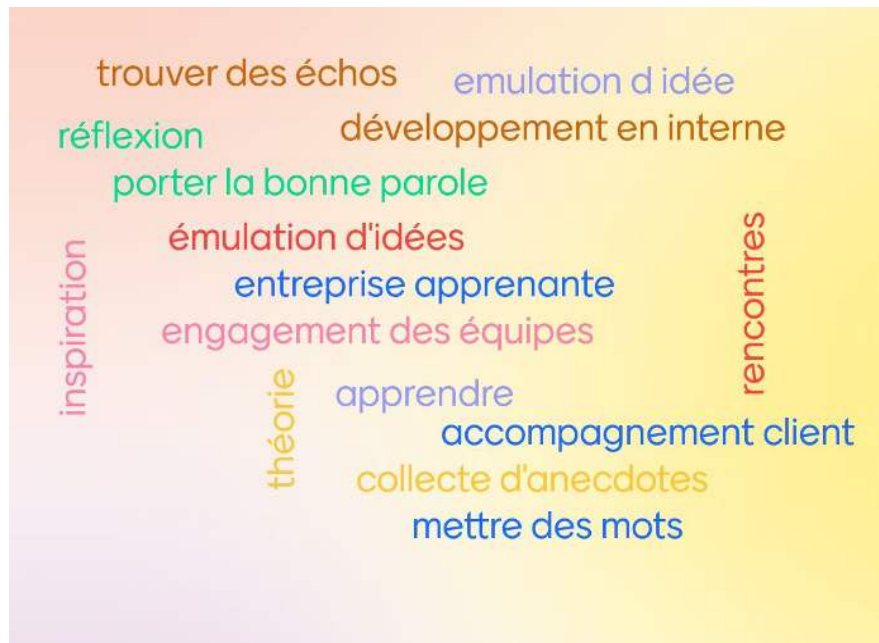 trouver des échos
emulation d idée
réflexion
développement en interne
porter la bonne parole
émulation d'idées
entreprise apprenante
rencontres
inspiration
engagement des équipes
théorie
apprendre
accompagnement client
collecte d'anecdotes
mettre des mots